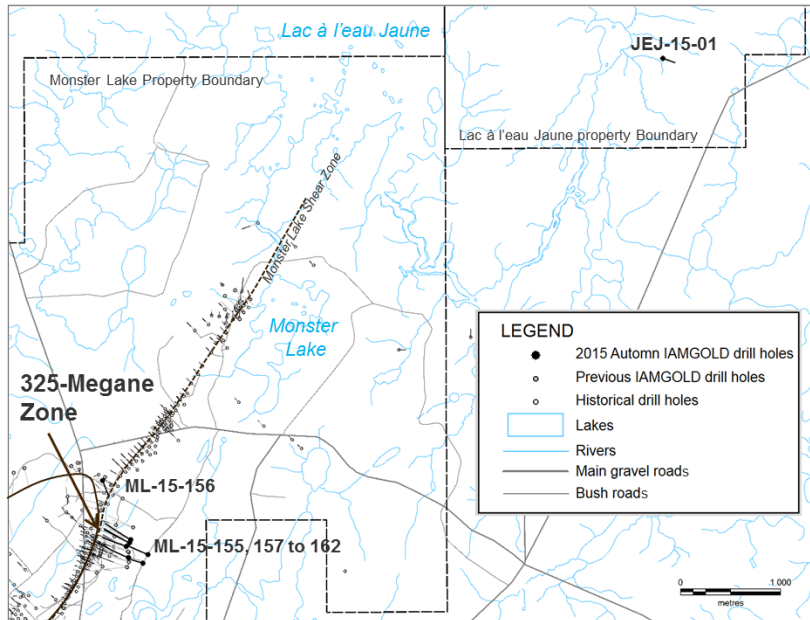 Lac à l'eau Jaune
JEJ-15-01
Monster Lake Property Boundary
Lac à l'eau Jaune property Boundary
Monster Lake Shear Zone
Monster
Lake
325-Megane
Zone
ML-15-156
ML-15-155, 157 to 162
LEGEND
2015 Automn IAMGOLD drill holes
Previous IAMGOLD drill holes
Historical drill holes
Lakes
Rivers
Main gravel roads
Bush roads
0 1 000
metres